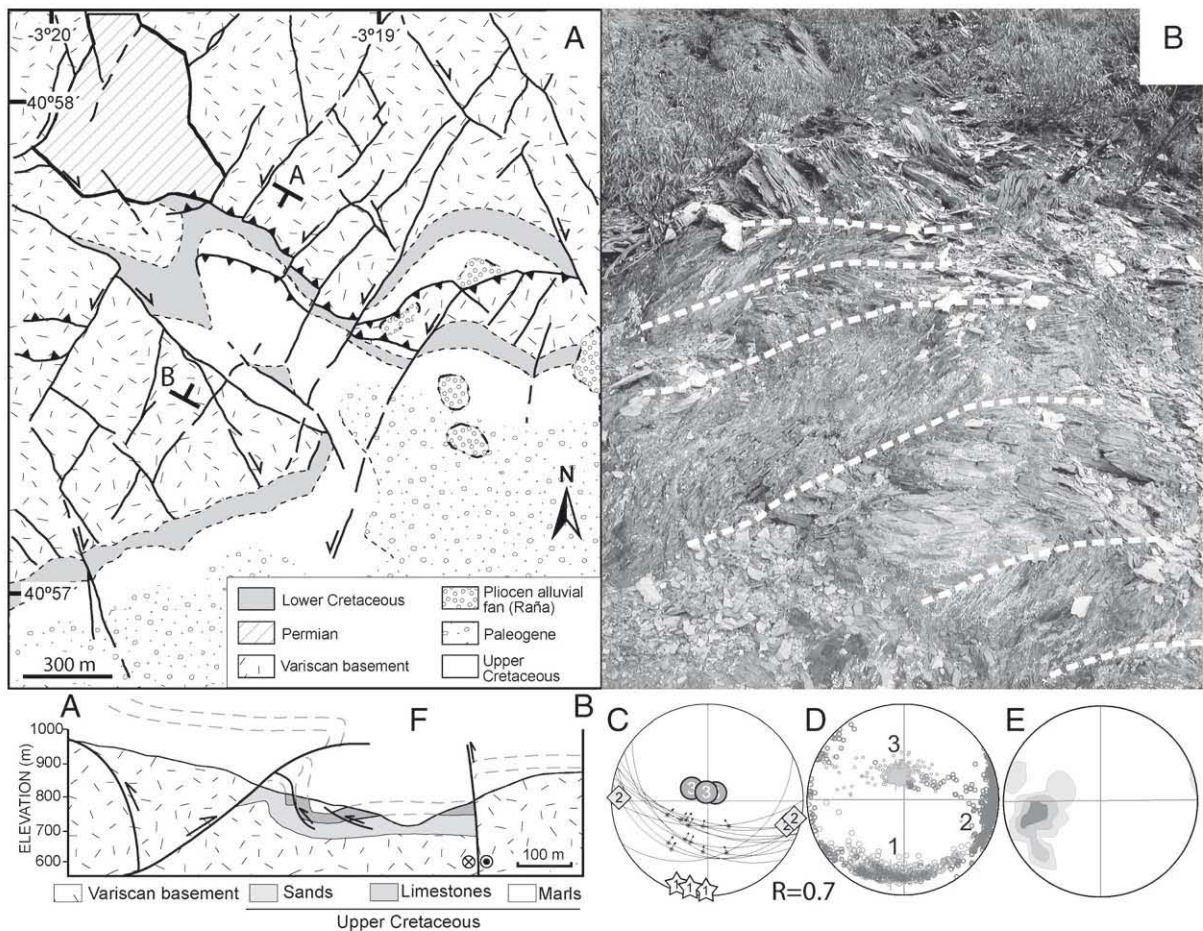 -3º20´
-3º19´
A
B
40º58´
A
B
N
40º57´
300 m
Lower Cretaceous
Permian
Variscan basement
Pliocen alluvial
fan (Raña)
Paleogene
Upper
Cretaceous
A
F
B
C
D
E
ELEVATION (m)
1000
900
800
700
600
100 m
Variscan basement
Sands
Limestones
Marls
Upper Cretaceous
3
3
2
2
2
1
1
1
R=0.7
3
2
1